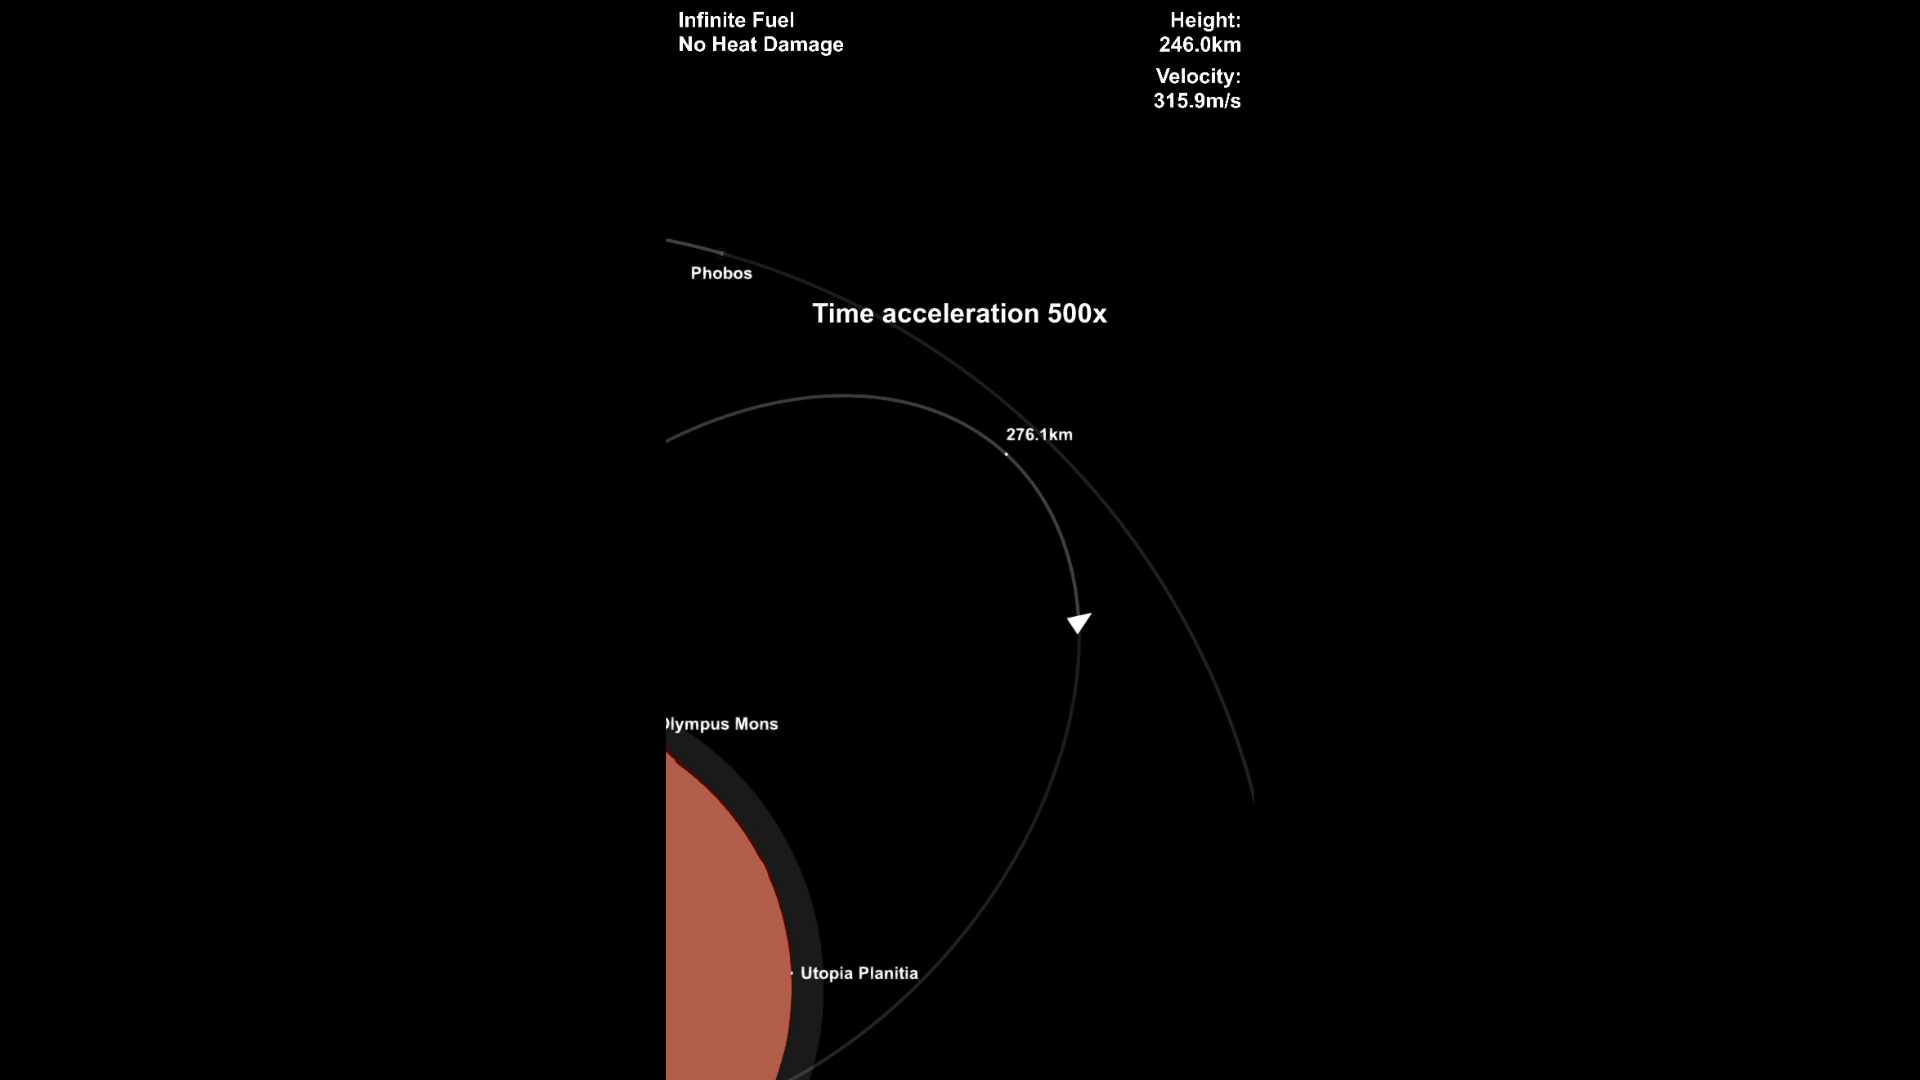 Infinite Fuel
No Heat Damage
Height:
246.0km
Velocity:
315.9m/s
Phobos
Time acceleration 500x
276.1km
Olympus Mons
Utopia Planitia